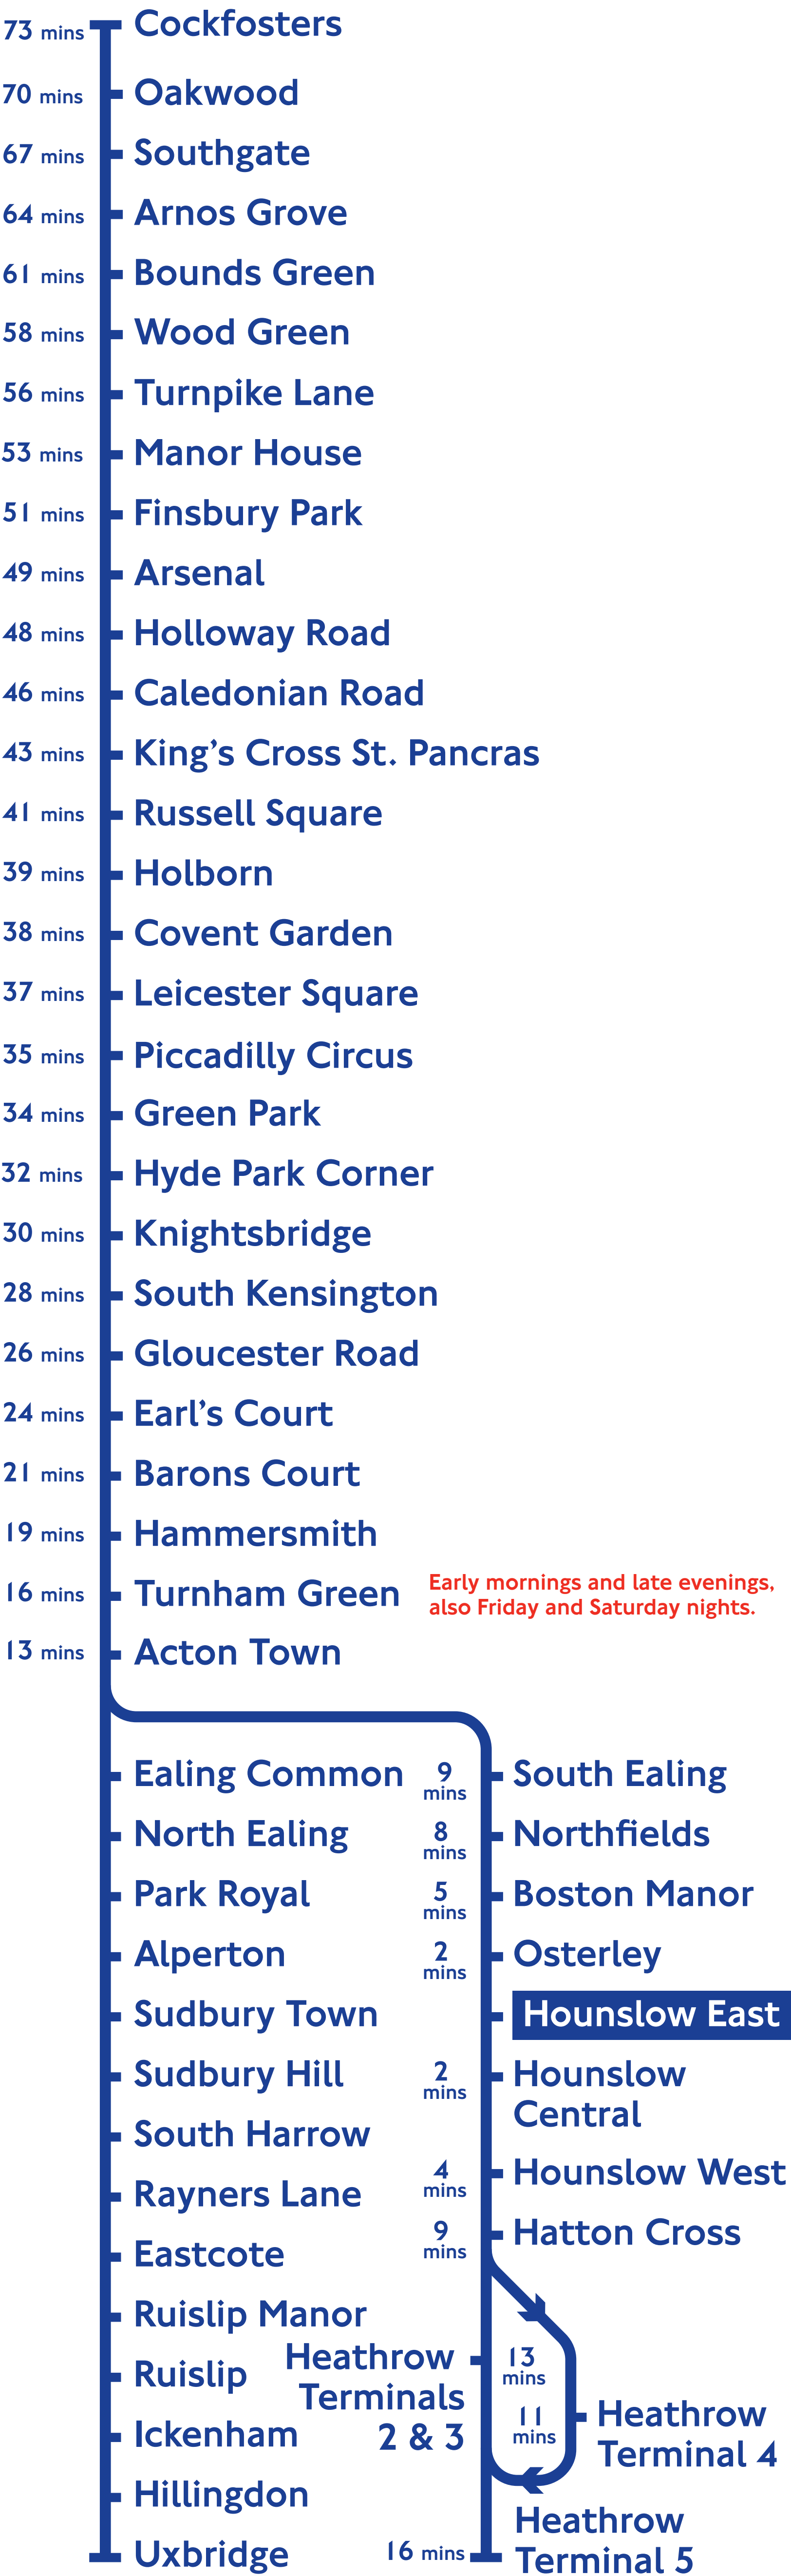 73 mins Cockfosters
70 mins Oakwood
67 mins Southgate
64 mins Arnos Grove
61 mins Bounds Green
58 mins Wood Green
56 mins Turnpike Lane
53 mins Manor House
51 mins Finsbury Park
49 mins Arsenal
48 mins Holloway Road
46 mins Caledonian Road
43 mins King’s Cross St. Pancras
41 mins Russell Square
39 mins Holborn
38 mins Covent Garden
37 mins Leicester Square
35 mins Piccadilly Circus
34 mins Green Park
32 mins Hyde Park Corner
30 mins Knightsbridge
28 mins South Kensington
26 mins Gloucester Road
24 mins Earl’s Court
21 mins Barons Court
19 mins Hammersmith
16 mins Turnham Green
Early mornings and late evenings,
also Friday and Saturday nights.
13 mins Acton Town
Ealing Common
North Ealing
Park Royal
Alperton
Sudbury Town
Sudbury Hill
South Harrow
Rayners Lane
Eastcote
Ruislip Manor
Ruislip
Ickenham
Hillingdon
Uxbridge
9
mins
South Ealing
8
mins
Northfields
5
mins
Boston Manor
2
mins
Osterley
Hounslow East
2
mins
Hounslow
Central
4
mins
Hounslow West
9
mins
Hatton Cross
Heathrow
Terminals
2 & 3
13
mins
11
mins
Heathrow
Terminal 4
16 mins
Heathrow
Terminal 5